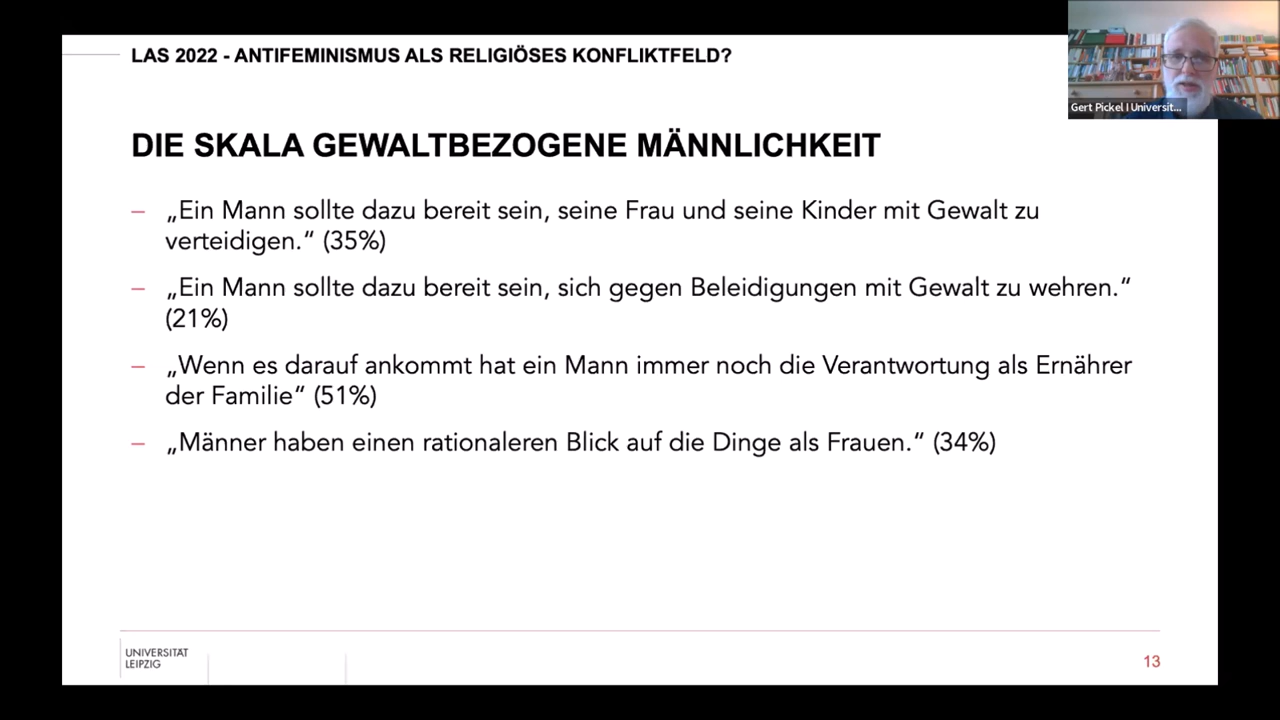 LAS 2022 - ANTIFEMINISMUS ALS RELIGIÖSES KONFLIKTFELD?
Gert Pickel I Universit...
DIE SKALA GEWALTBEZOGENE MÄNNLICHKEIT
– „Ein Mann sollte dazu bereit sein, seine Frau und seine Kinder mit Gewalt zu
verteidigen.“ (35%)
– „Ein Mann sollte dazu bereit sein, sich gegen Beleidigungen mit Gewalt zu wehren.“
(21%)
– „Wenn es darauf ankommt hat ein Mann immer noch die Verantwortung als Ernährer
der Familie“ (51%)
– „Männer haben einen rationaleren Blick auf die Dinge als Frauen.“ (34%)
UNIVERSITÄT
LEIPZIG
13